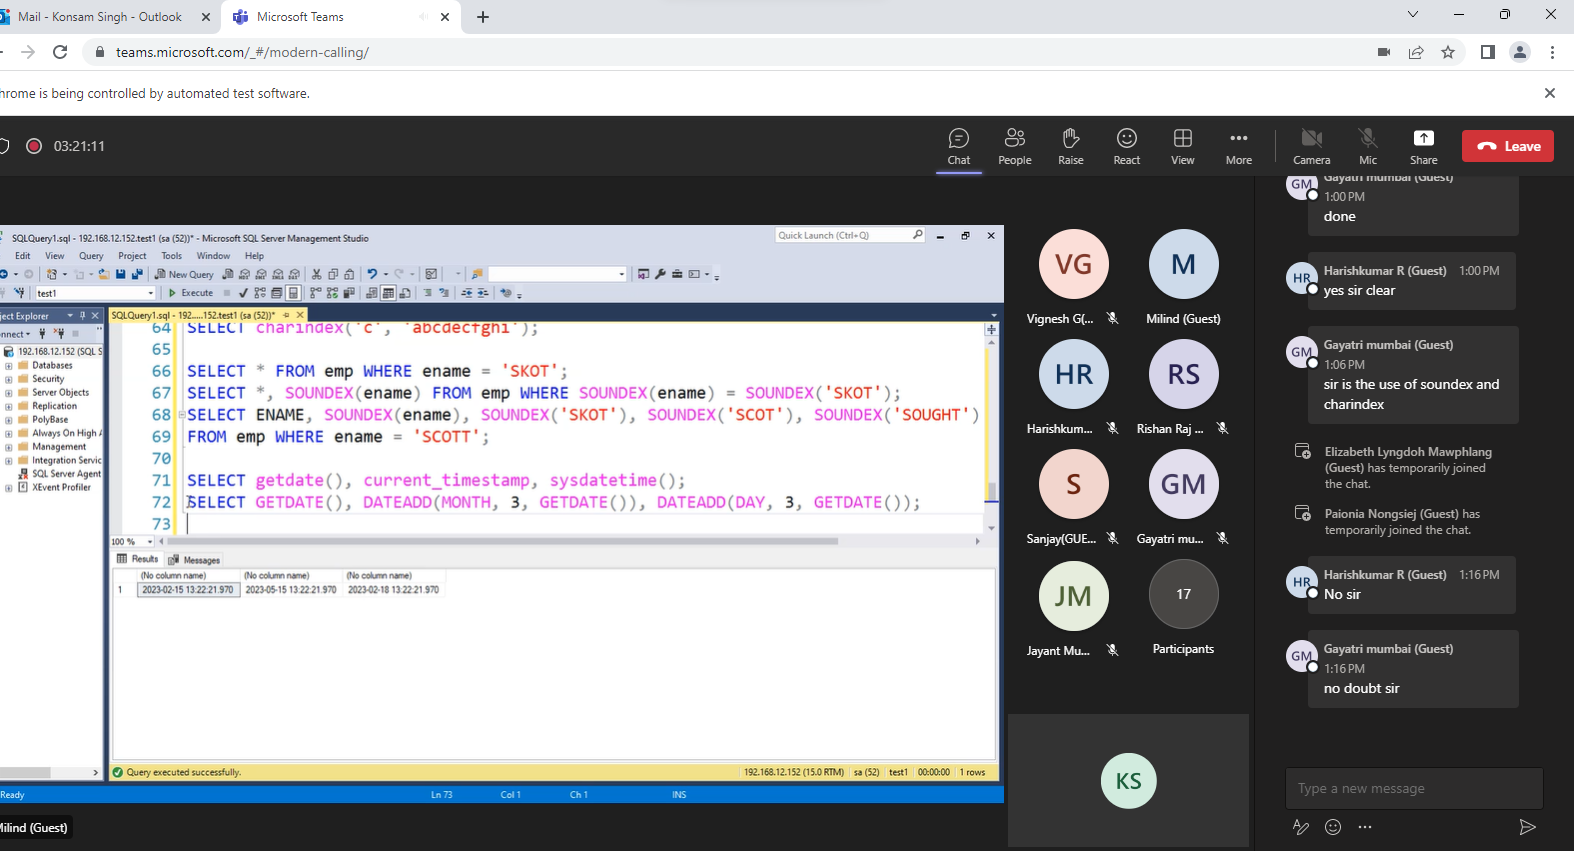 Mail - Konsam Singh - Outlook
Microsoft Teams
teams.microsoft.com/_#/modern-calling/
hrome is being controlled by automated test software.
03:21:11
Chat
People
Raise
React
View
More
Camera
Mic
Share
Leave
SQLQuery1.sql - 192.168.12.152.test1 (sa (52))* - Microsoft SQL Server Management Studio
Quick Launch (Ctrl+Q)
Edit View Query Project Tools Window Help
New Query
test1
Execute
ject Explorer
SQLQuery1.sql - 192.....152.test1 (sa (52))*
nnect
192.168.12.152 (SQL S
Databases
Security
Server Objects
Replication
PolyBase
Always On High A
Management
Integration Servic
SQL Server Agent
XEvent Profiler
64 SELECT charindex('c', 'abcdecfghi');
65
66 SELECT * FROM emp WHERE ename = 'SKOT';
67 SELECT *, SOUNDEX(ename) FROM emp WHERE SOUNDEX(ename) = SOUNDEX('SKOT');
68 SELECT ENAME, SOUNDEX(ename), SOUNDEX('SKOT'), SOUNDEX('SCOT'), SOUNDEX('SOUGHT')
69 FROM emp WHERE ename = 'SCOTT';
70
71 SELECT getdate(), current_timestamp, sysdatetime();
72 SELECT GETDATE(), DATEADD(MONTH, 3, GETDATE()), DATEADD(DAY, 3, GETDATE());
73
100 %
Results Messages
(No column name) (No column name) (No column name)
1 2023-02-15 13:22:21.970 2023-05-15 13:22:21.970 2023-02-18 13:22:21.970
Query executed successfully.
192.168.12.152 (15.0 RTM) sa (52) test1 00:00:00 1 rows
Ready
Ln 73 Col 1 Ch 1 INS
Milind (Guest)
VG
Vignesh G(...
M
Milind (Guest)
HR
Harishkum...
RS
Rishan Raj ...
S
Sanjay(GUE...
GM
Gayatri mu...
JM
Jayant Mu...
17
Participants
KS
GM
Gayatri mumbai (Guest)
1:00 PM
done
HR
Harishkumar R (Guest) 1:00 PM
yes sir clear
GM
Gayatri mumbai (Guest)
1:06 PM
sir is the use of soundex and
charindex
Elizabeth Lyngdoh Mawphlang
(Guest) has temporarily joined
the chat.
Paionia Nongsiej (Guest) has
temporarily joined the chat.
HR
Harishkumar R (Guest) 1:16 PM
No sir
GM
Gayatri mumbai (Guest)
1:16 PM
no doubt sir
Type a new message